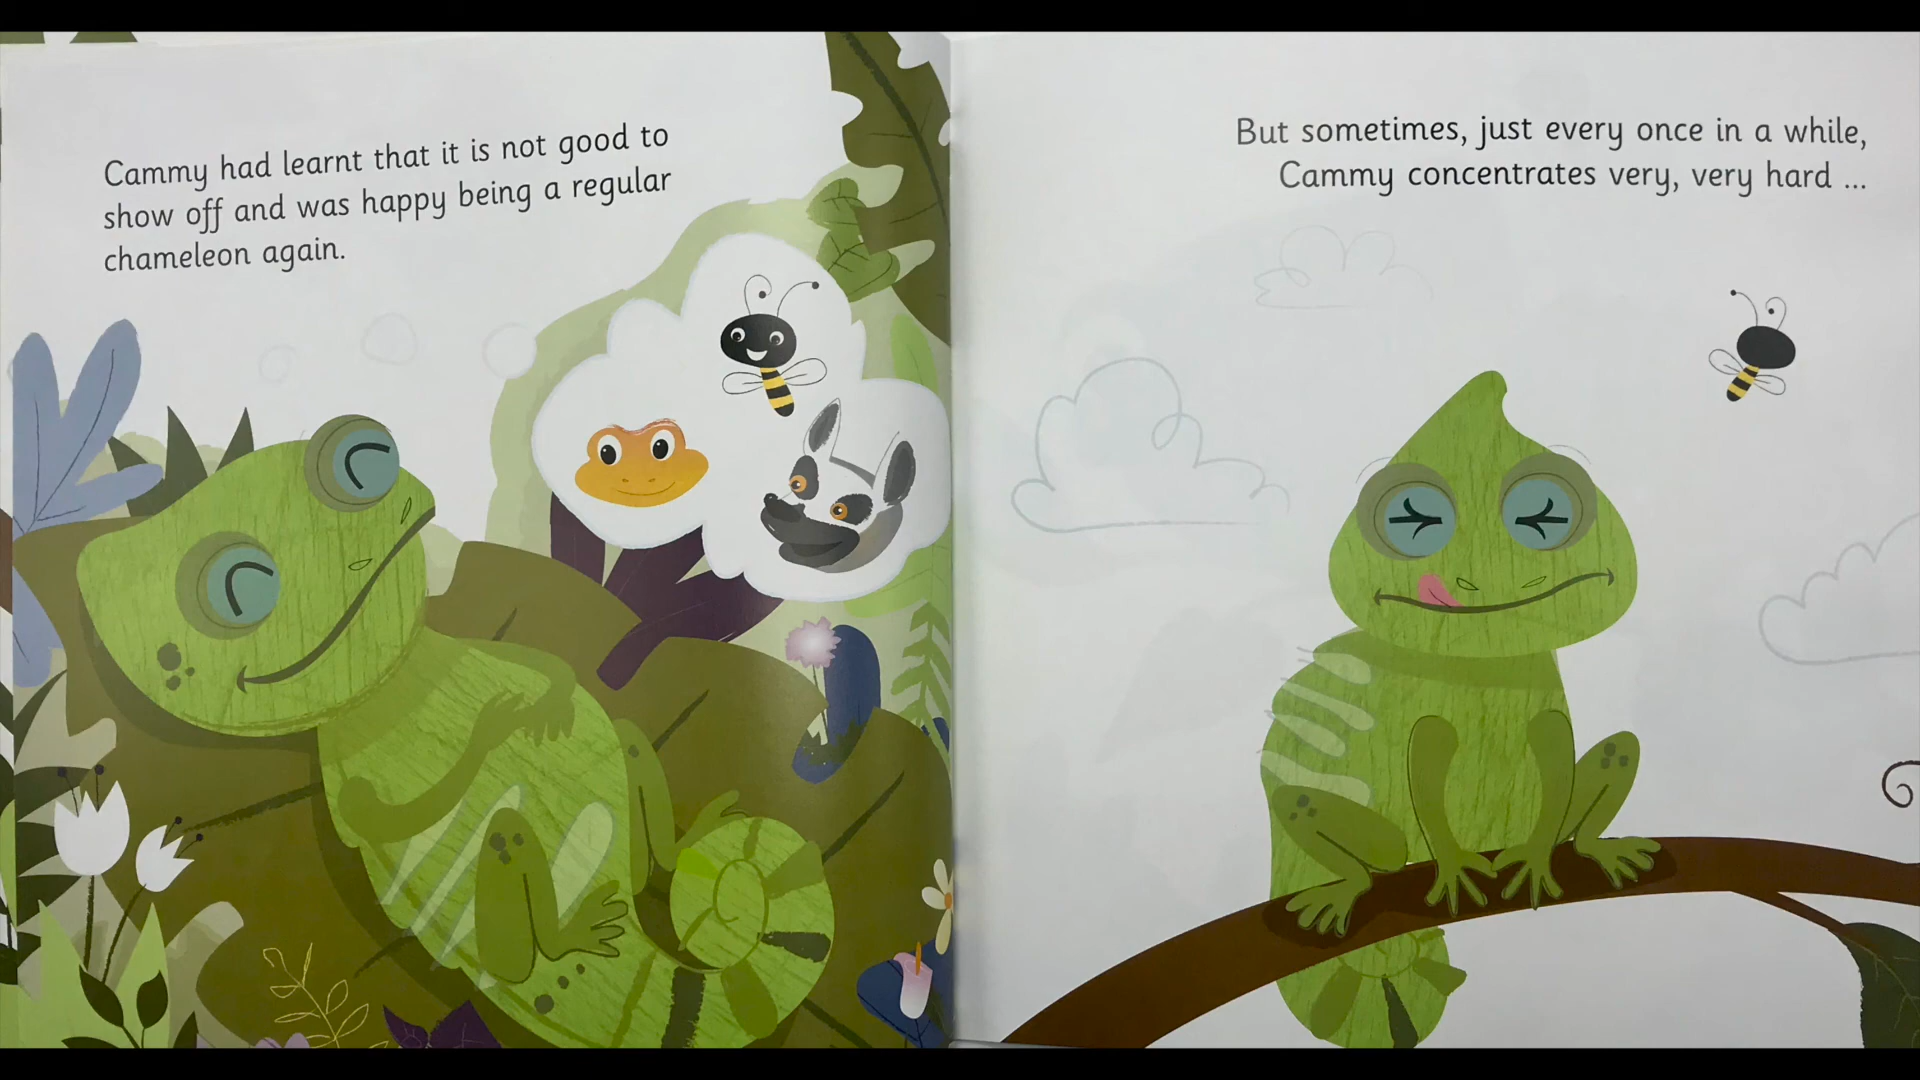 Cammy had learnt that it is not good to
show off and was happy being a regular
chameleon again.
But sometimes, just every once in a while,
Cammy concentrates very, very hard ...